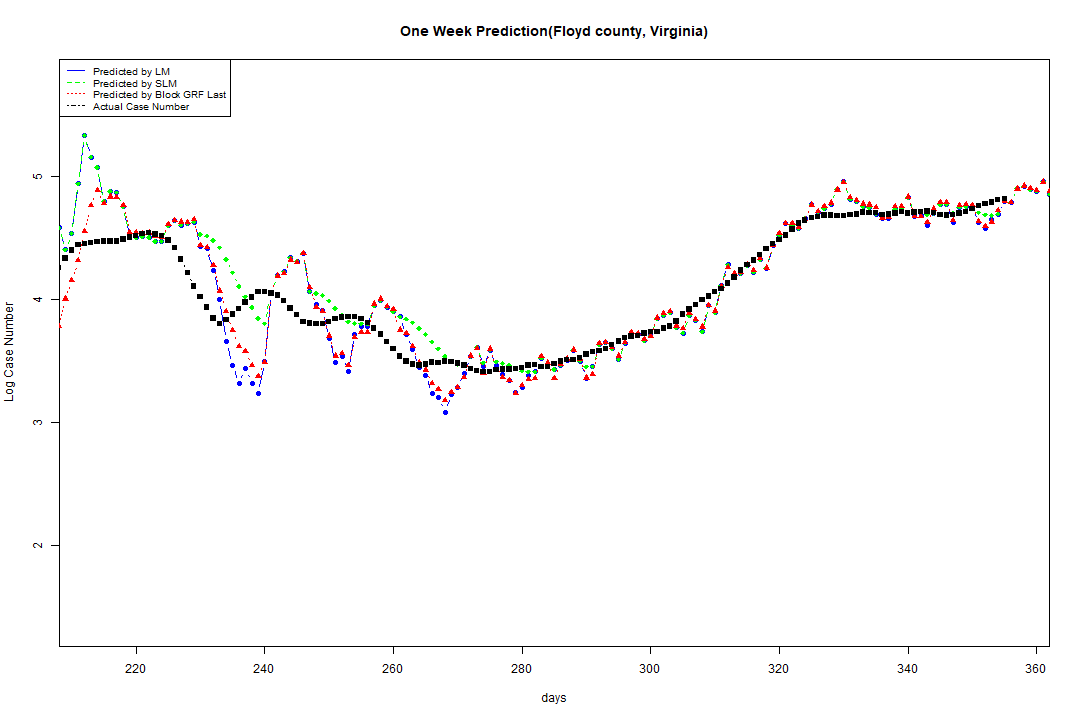 One Week Prediction(Floyd county, Virginia)
Predicted by LM
Predicted by SLM
Predicted by Block GRF Last
Actual Case Number
5
4
3
2
Log Case Number
220 240 260 280 300 320 340 360
days